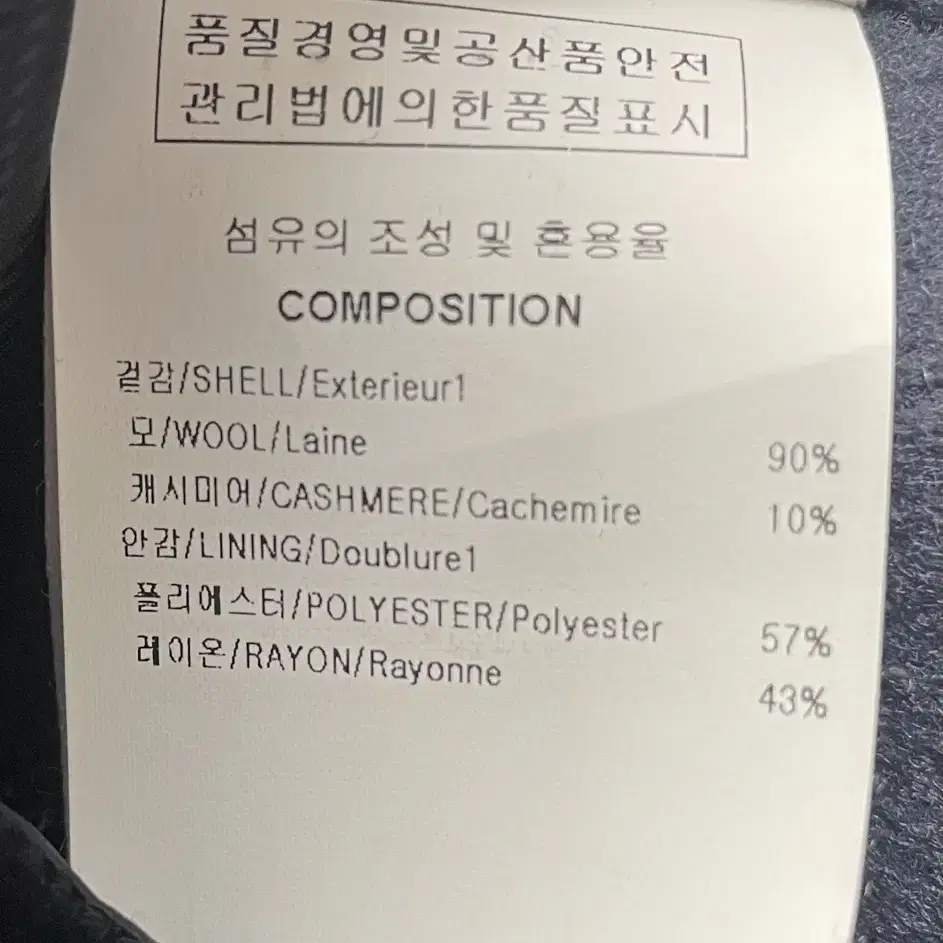 품질경영및공산품안전
관리법에의한품질표시
섬유의 조성 및 혼용율
COMPOSITION
겉감/SHELL/Exterieur1
모/WOOL/Laine 90%
캐시미어/CASHMERE/Cachemire 10%
안감/LINING/Doublure1
폴리에스터/POLYESTER/Polyester 57%
레이온/RAYON/Rayonne 43%